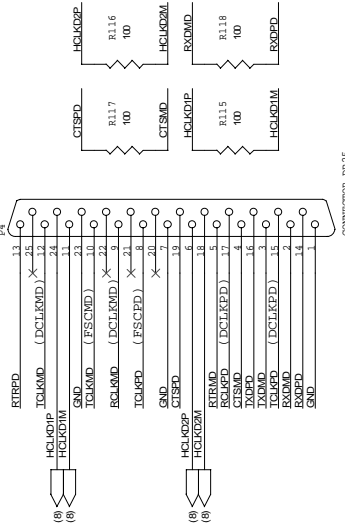 HCLKD2P
R116
100
HCLKD2M
RXDMD
R118
100
RXDPD
CTSPD
R117
100
CTSMD
HCLKD1P
R115
100
HCLKD1M
RTRPD 13
25
TCLKMD (DCLKMD) 12
(8) HCLKD1P 24
(8) HCLKD1M 11
GND 23
TCLKMD (FSCMD) 10
22
RCLKMD (DCLKMD) 9
21
TCLKPD (FSCPD) 8
20
GND 7
CTSPD 19
(8) HCLKD2P 6
(8) HCLKD2M 18
RTRMD 5
RCLKPD (DCLKPD) 17
CTSMD 4
TXDPD 16
TXDMD 3
TCLKPD (DCLKPD) 15
RXDMD 2
RXDPD 14
GND 1